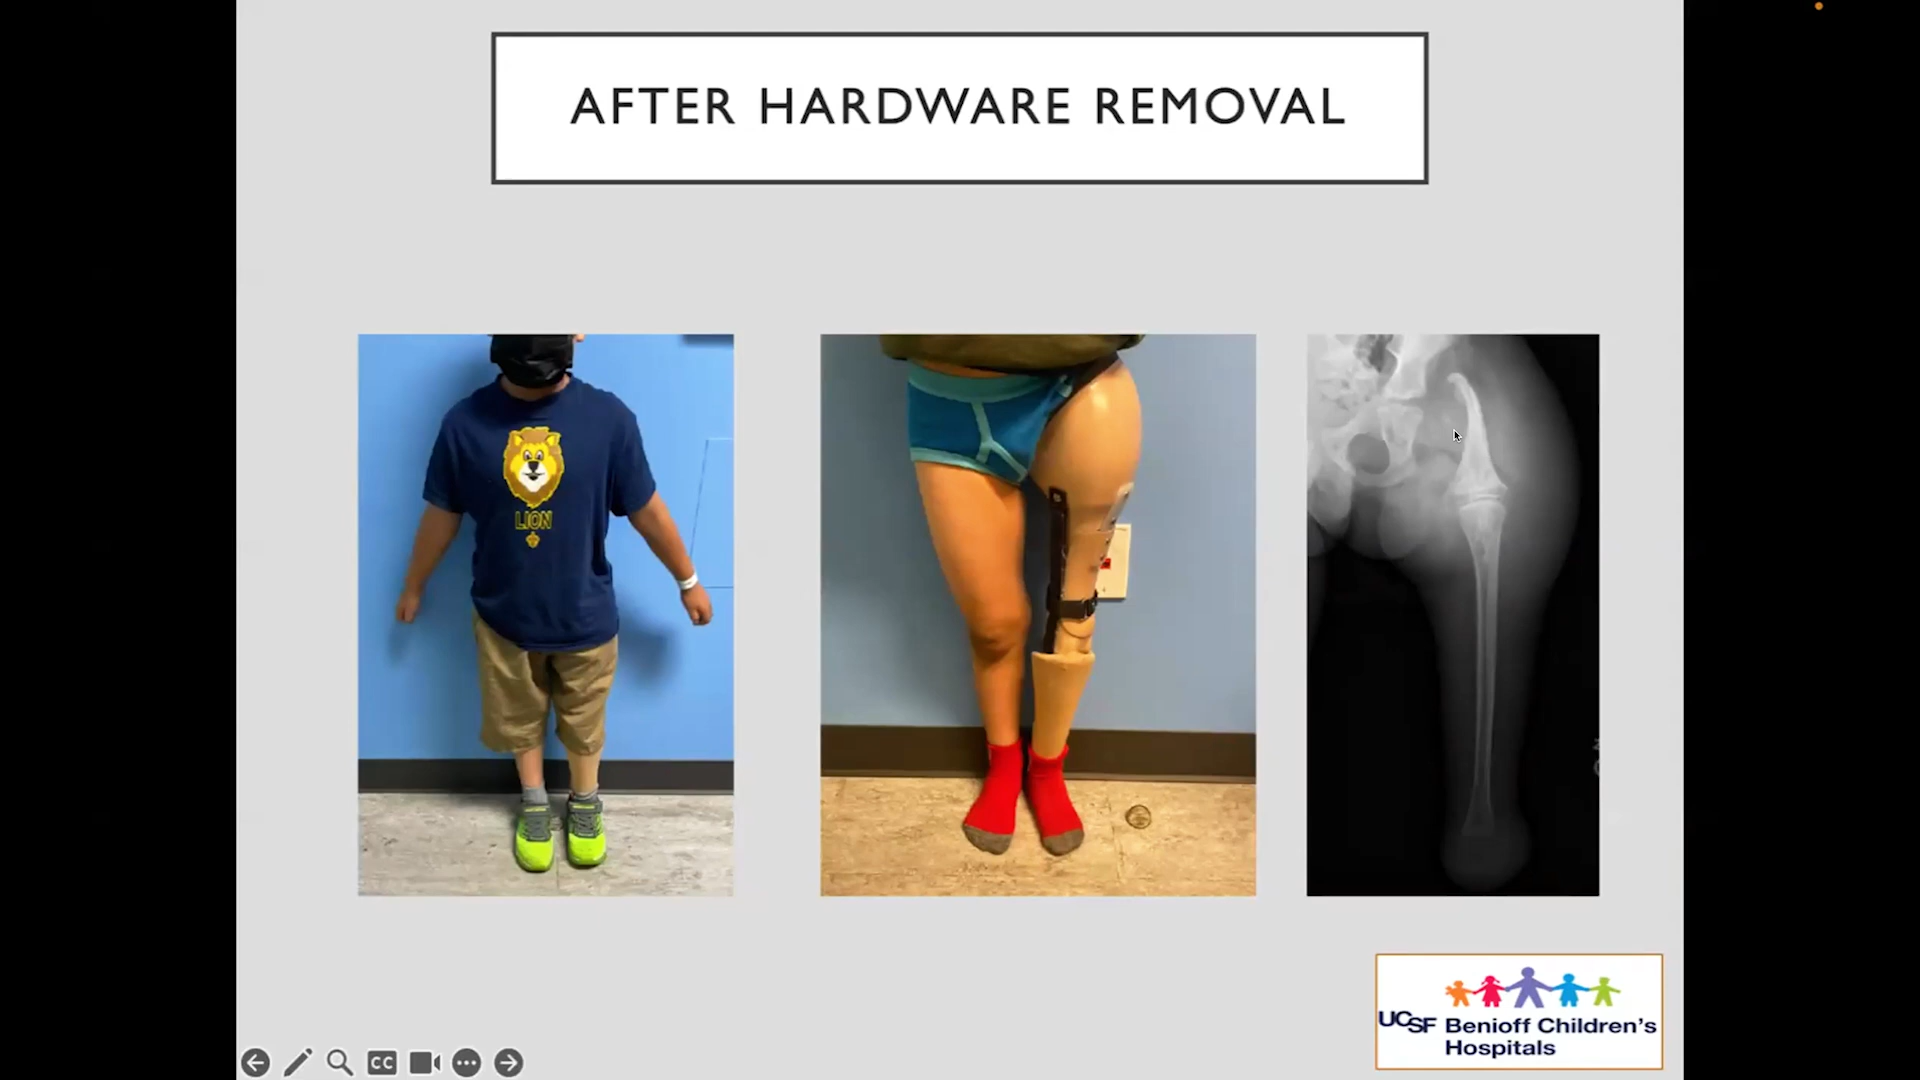 AFTER HARDWARE REMOVAL
LION
UCSF Benioff Children's
Hospitals
CC